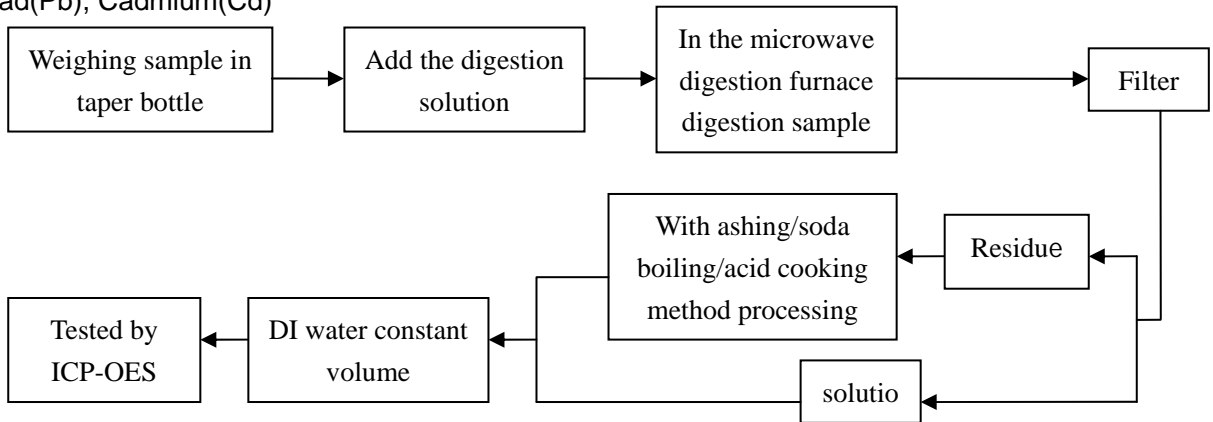 ad(Pb), Cadmium(Cd)
Weighing sample in
taper bottle
Add the digestion
solution
In the microwave
digestion furnace
digestion sample
Filter
With ashing/soda
boiling/acid cooking
method processing
Residue
Tested by
ICP-OES
DI water constant
volume
solutio